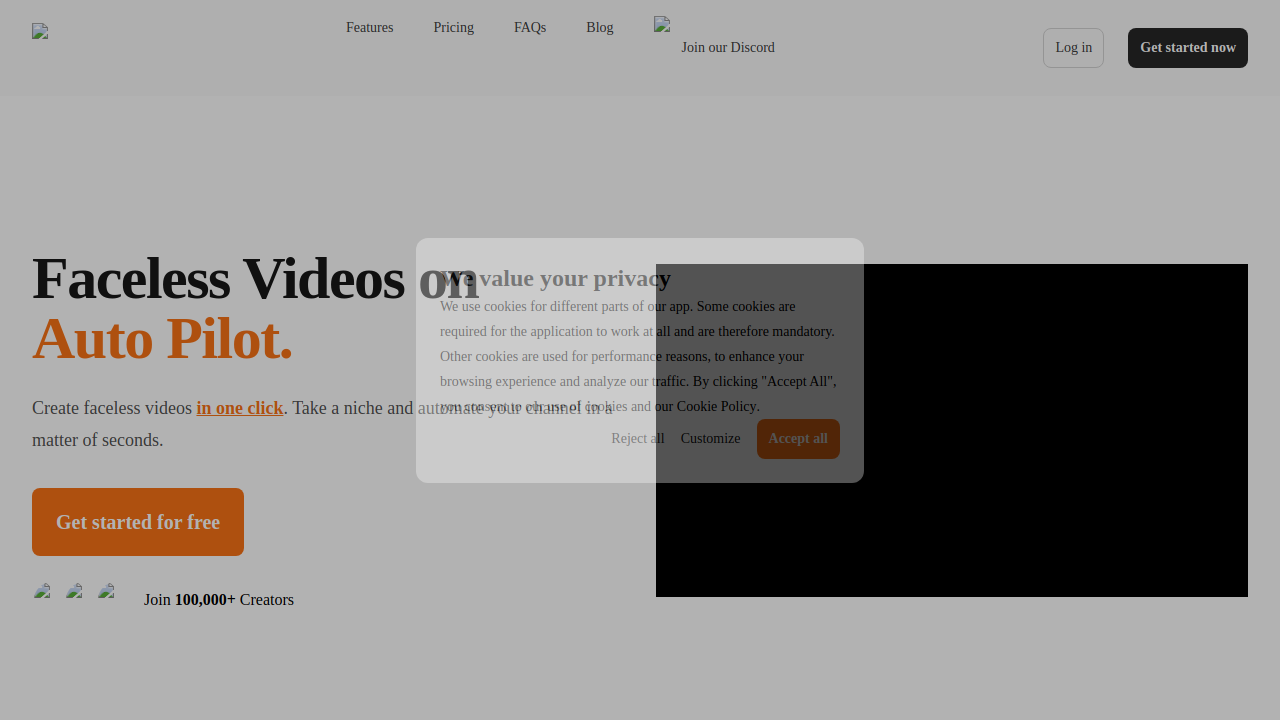 Features
Pricing
FAQs
Blog
Join our Discord
Log in
Get started now
Faceless Videos on
Auto Pilot.
Create faceless videos in one click. Take a niche and automate your channel in a
matter of seconds.
Get started for free
Join 100,000+ Creators
We value your privacy
We use cookies for different parts of our app. Some cookies are
required for the application to work at all and are therefore mandatory.
Other cookies are used for performance reasons, to enhance your
browsing experience and analyze our traffic. By clicking "Accept All",
you consent to our use of cookies and our Cookie Policy.
Reject all
Customize
Accept all